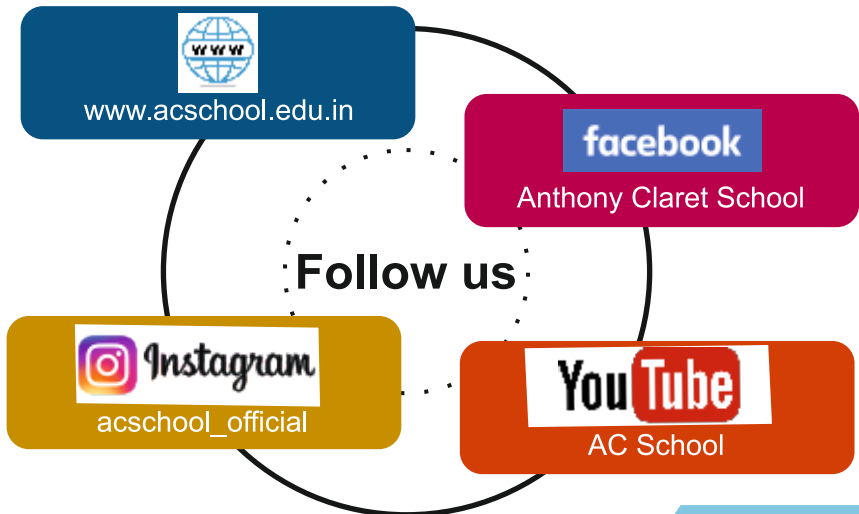 www
www.acschool.edu.in
facebook
Anthony Claret School
Follow us
Instagram
acschool_official
YouTube
AC School